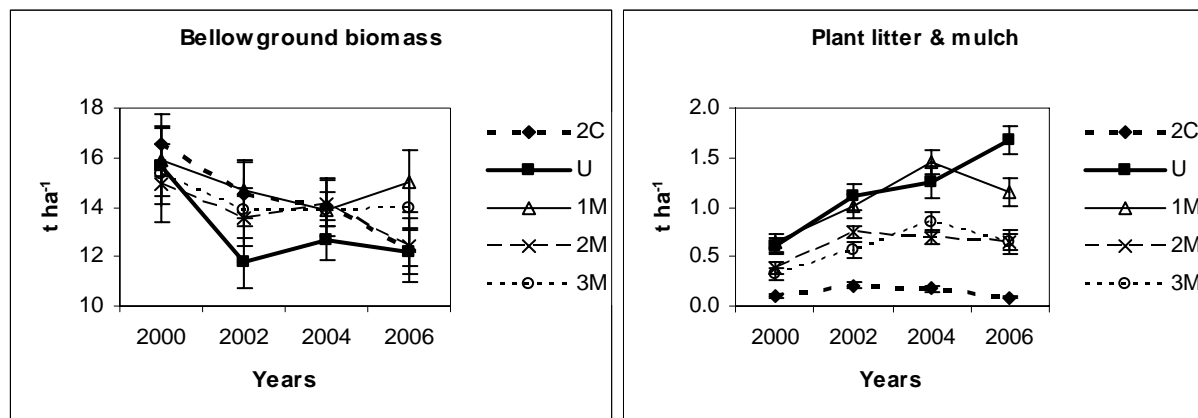 Bellowground biomass
t ha-1
18
16
14
12
10
2000 2002 2004 2006
Years
2C
U
1M
2M
3M
Plant litter & mulch
t ha-1
2.0
1.5
1.0
0.5
0.0
2000 2002 2004 2006
Years
2C
U
1M
2M
3M